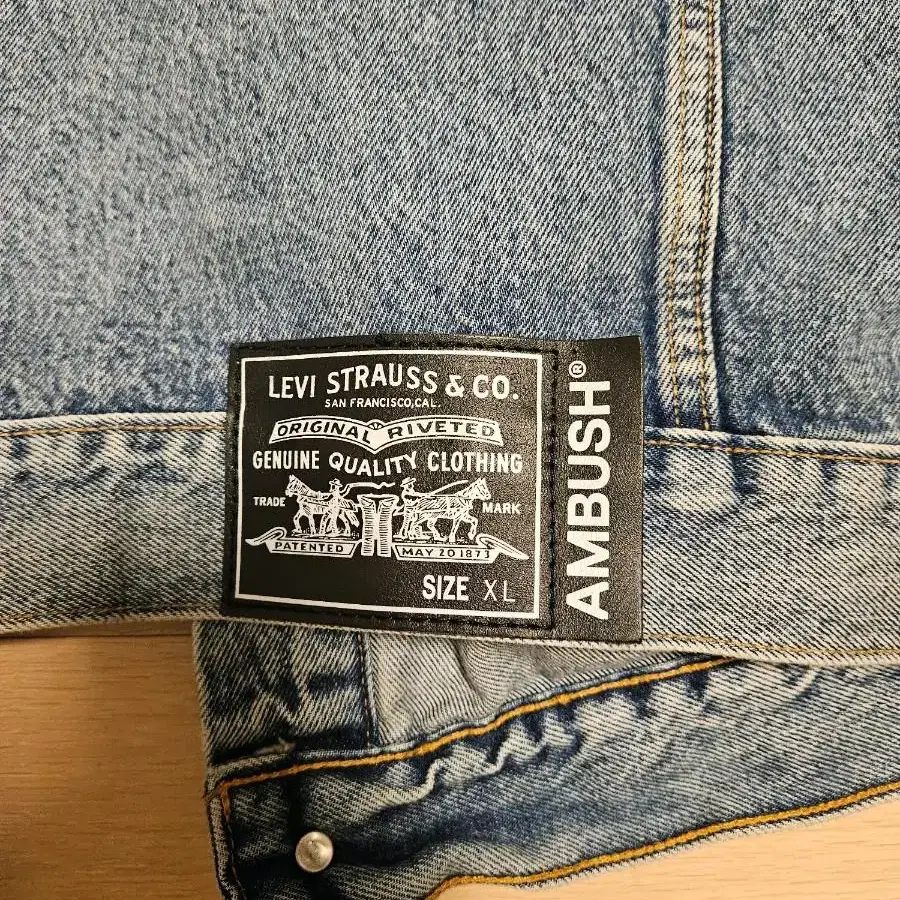 LEVI STRAUSS & CO.
SAN FRANCISCO, CAL.
ORIGINAL RIVETED
GENUINE QUALITY CLOTHING
TRADE MARK
PATENTED MAY 20 1873
SIZE XL
AMBUSH®